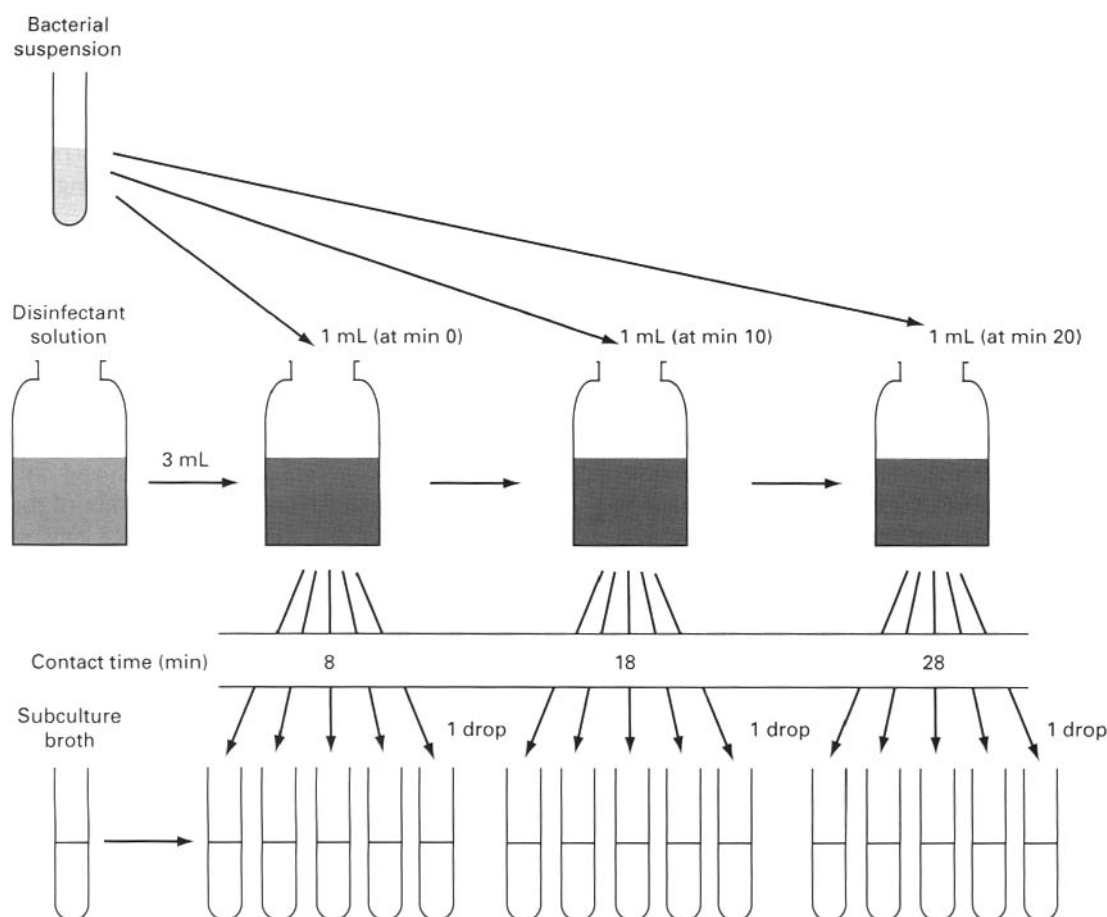 Bacterial
suspension
Disinfectant
solution
1 mL (at min 0)
1 mL (at min 10)
1 mL (at min 20)
3 mL
Contact time (min)
8
18
28
Subculture
broth
1 drop
1 drop
1 drop